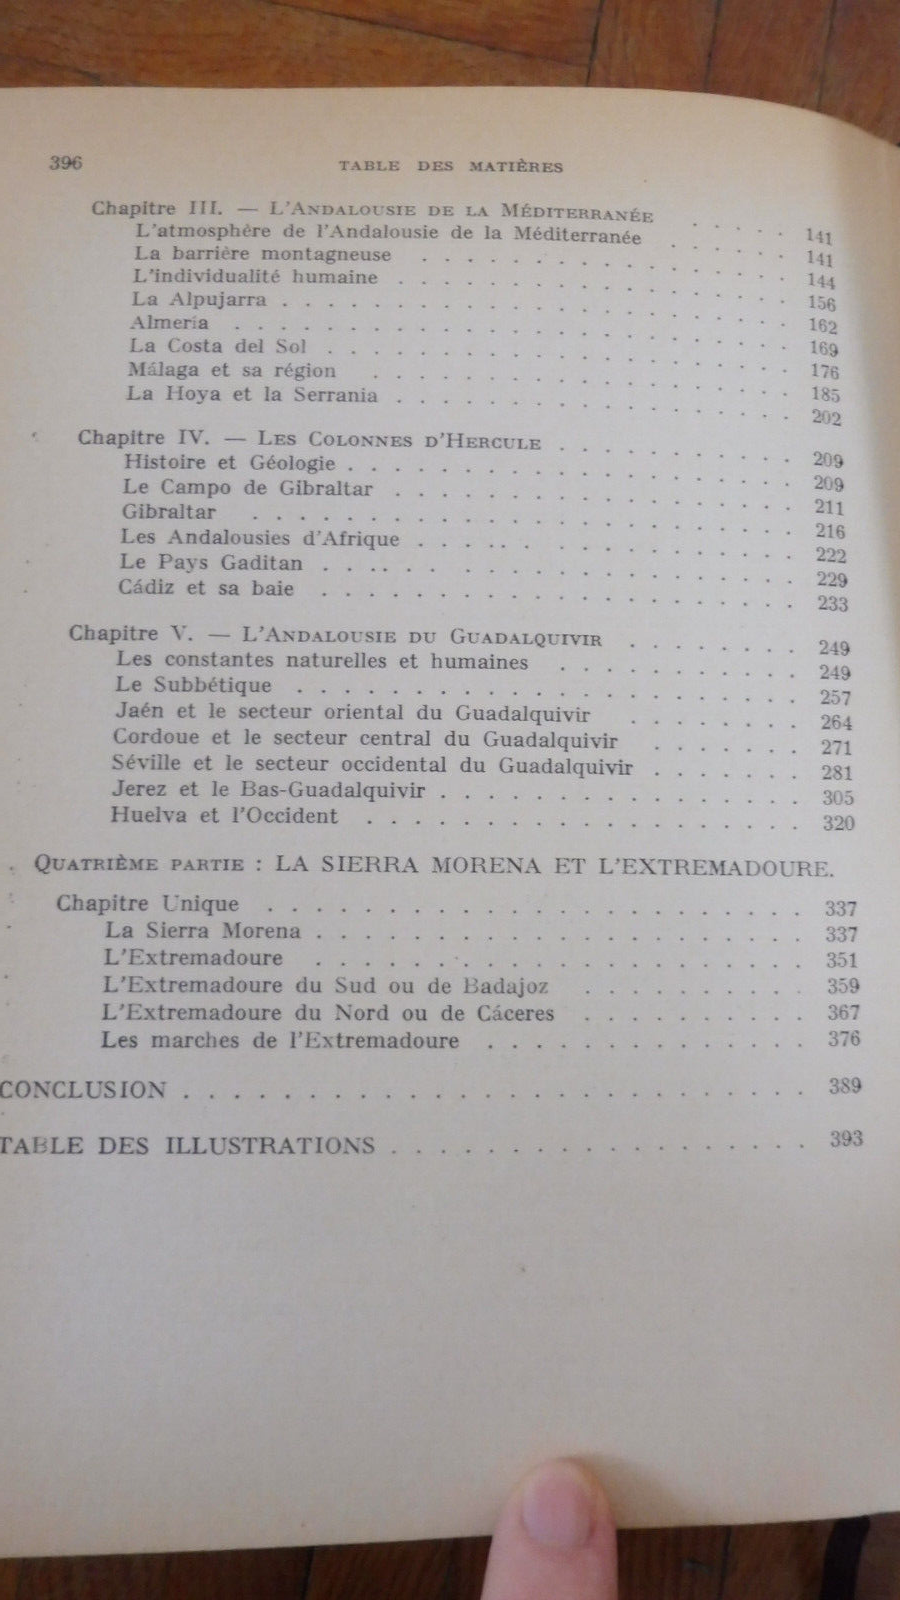 396 TABLE DES MATIÈRES
Chapitre III. — L'Andalousie de la Méditerranée . . . . . 141
L'atmosphère de l'Andalousie de la Méditerranée . . . . . 141
La barrière montagneuse . . . . . . . . . . . . 144
L'individualité humaine . . . . . . . . . . . . . 156
La Alpujarra . . . . . . . . . . . . . . . . . 162
Almeria . . . . . . . . . . . . . . . . . . 169
La Costa del Sol . . . . . . . . . . . . . . . 176
Málaga et sa région . . . . . . . . . . . . . . 185
La Hoya et la Serrania . . . . . . . . . . . . . 202
Chapitre IV. — Les Colonnes d'Hercule . . . . . . . . . 209
Histoire et Géologie . . . . . . . . . . . . . . . 209
Le Campo de Gibraltar . . . . . . . . . . . . . 211
Gibraltar . . . . . . . . . . . . . . . . . 216
Les Andalousies d'Afrique . . . . . . . . . . . . 222
Le Pays Gaditan . . . . . . . . . . . . . . . 229
Cádiz et sa baie . . . . . . . . . . . . . . . 233
Chapitre V. — L'Andalousie du Guadalquivir . . . . . . . 249
Les constantes naturelles et humaines . . . . . . . . 249
Le Subbétique . . . . . . . . . . . . . . . . 257
Jaén et le secteur oriental du Guadalquivir . . . . . . 264
Cordoue et le secteur central du Guadalquivir . . . . . . 271
Séville et le secteur occidental du Guadalquivir . . . . . . 281
Jerez et le Bas-Guadalquivir . . . . . . . . . . . . 305
Huelva et l'Occident . . . . . . . . . . . . . . 320
Quatrième partie : LA SIERRA MORENA ET L'EXTREMADOURE.
Chapitre Unique . . . . . . . . . . . . . . . . . 337
La Sierra Morena . . . . . . . . . . . . . . . 337
L'Extremadoure . . . . . . . . . . . . . . . 351
L'Extremadoure du Sud ou de Badajoz . . . . . . . . 359
L'Extremadoure du Nord ou de Cáceres . . . . . . . . 367
Les marches de l'Extremadoure . . . . . . . . . . 376
CONCLUSION . . . . . . . . . . . . . . . . . . . 389
TABLE DES ILLUSTRATIONS . . . . . . . . . . . . . 393